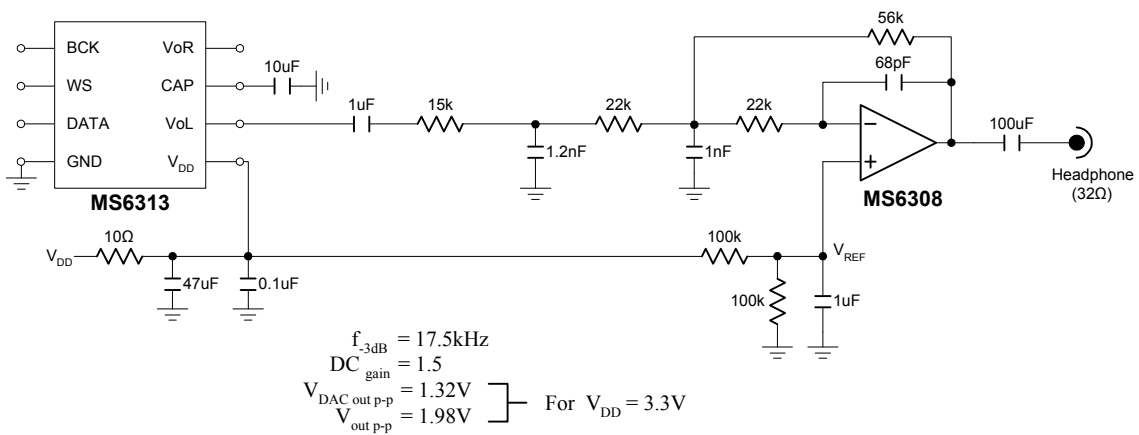 56k
68pF
BCK VoR
10uF
WS CAP
1uF 15k 22k 22k
DATA VoL
100uF
1.2nF 1nF
GND VDD
MS6313
MS6308
Headphone
(32Ω)
VDD 10Ω 100k VREF
47uF 0.1uF 100k 1uF
f-3dB = 17.5kHz
DC gain = 1.5
VDAC out p-p = 1.32V
Vout p-p = 1.98V
For VDD = 3.3V